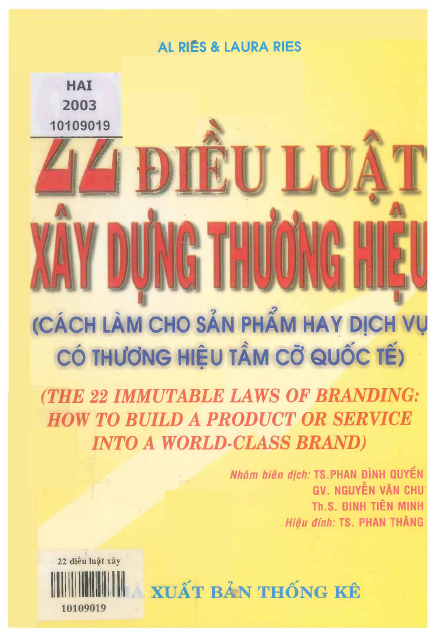 AL RIES & LAURA RIES
HAI
2003
10109019
22 ĐIỀU LUẬT
XÂY DỰNG THƯƠNG HIỆU
(CÁCH LÀM CHO SẢN PHẨM HAY DỊCH VỤ
CÓ THƯƠNG HIỆU TẦM CỠ QUỐC TẾ)
(THE 22 IMMUTABLE LAWS OF BRANDING:
HOW TO BUILD A PRODUCT OR SERVICE
INTO A WORLD-CLASS BRAND)
Nhóm biên dịch: TS.PHAN ĐÌNH QUYỀN
GV. NGUYỄN VĂN CHU
Th.S. ĐINH TIÊN MINH
Hiệu đính: TS. PHAN THĂNG
22 điều luật xây
10109019
XUẤT BẢN THỐNG KÊ